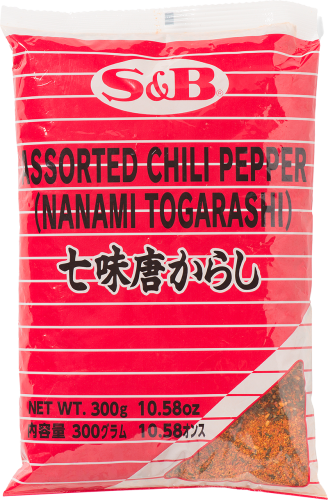 S&B®
ASSORTED CHILI PEPPER
(NANAMI TOGARASHI)
七味唐からし
NET WT. 300g 10.58oz
内容量 300グラム 10.58オンス